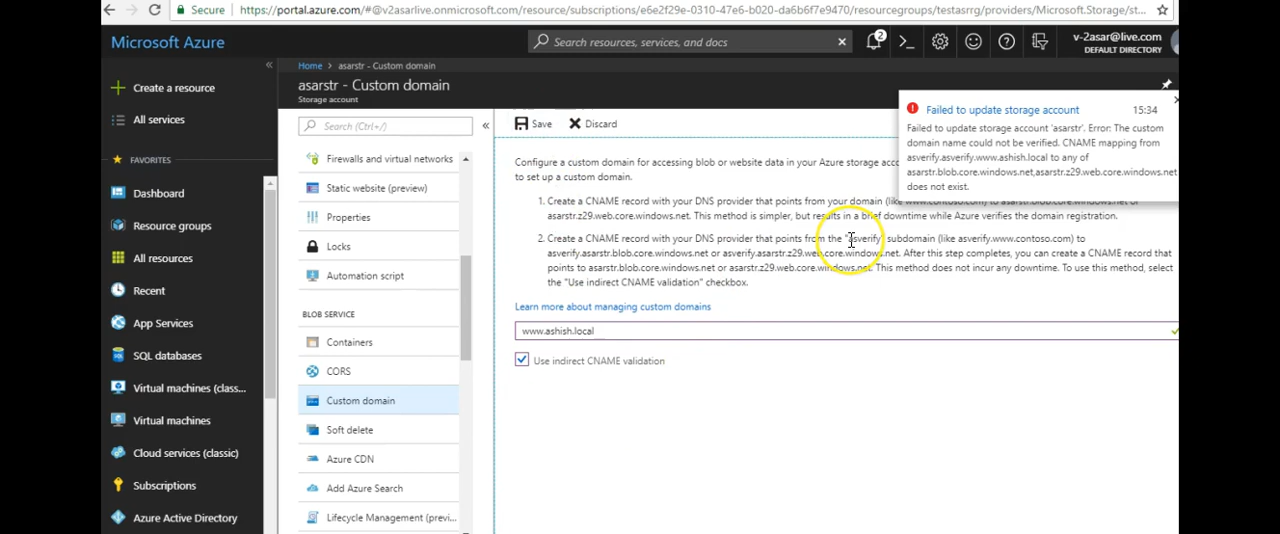 Secure
https://portal.azure.com/#@v2asarlive.onmicrosoft.com/resource/subscriptions/e6e2f29e-0310-47e6-b020-da6b6f7e9470/resourcegroups/testasrrg/providers/Microsoft.Storage/st...
Microsoft Azure
Search resources, services, and docs
2
v-2asar@live.com
DEFAULT DIRECTORY
Home > asarstr - Custom domain
asarstr - Custom domain
Storage account
Create a resource
All services
FAVORITES
Dashboard
Resource groups
All resources
Recent
App Services
SQL databases
Virtual machines (class...
Virtual machines
Cloud services (classic)
Subscriptions
Azure Active Directory
Search (Ctrl+/)
Firewalls and virtual networks
Static website (preview)
Properties
Locks
Automation script
BLOB SERVICE
Containers
CORS
Custom domain
Soft delete
Azure CDN
Add Azure Search
Lifecycle Management (previ...
Save
Discard
Configure a custom domain for accessing blob or website data in your Azure storage acco
to set up a custom domain.
1. Create a CNAME record with your DNS provider that points from your domain (like www.contoso.com) to asarstr.blob.core.windows.net or
asarstr.z29.web.core.windows.net. This method is simpler, but results in a brief downtime while Azure verifies the domain registration.
2. Create a CNAME record with your DNS provider that points from the "asverify" subdomain (like asverify.www.contoso.com) to
asverify.asarstr.blob.core.windows.net or asverify.asarstr.z29.web.core.windows.net. After this step completes, you can create a CNAME record that
points to asarstr.blob.core.windows.net or asarstr.z29.web.core.windows.net. This method does not incur any downtime. To use this method, select
the "Use indirect CNAME validation" checkbox.
Learn more about managing custom domains
www.ashish.local
Use indirect CNAME validation
Failed to update storage account
15:34
Failed to update storage account 'asarstr'. Error: The custom
domain name could not be verified. CNAME mapping from
asverify.asverify.www.ashish.local to any of
asarstr.blob.core.windows.net,asarstr.z29.web.core.windows.net
does not exist.